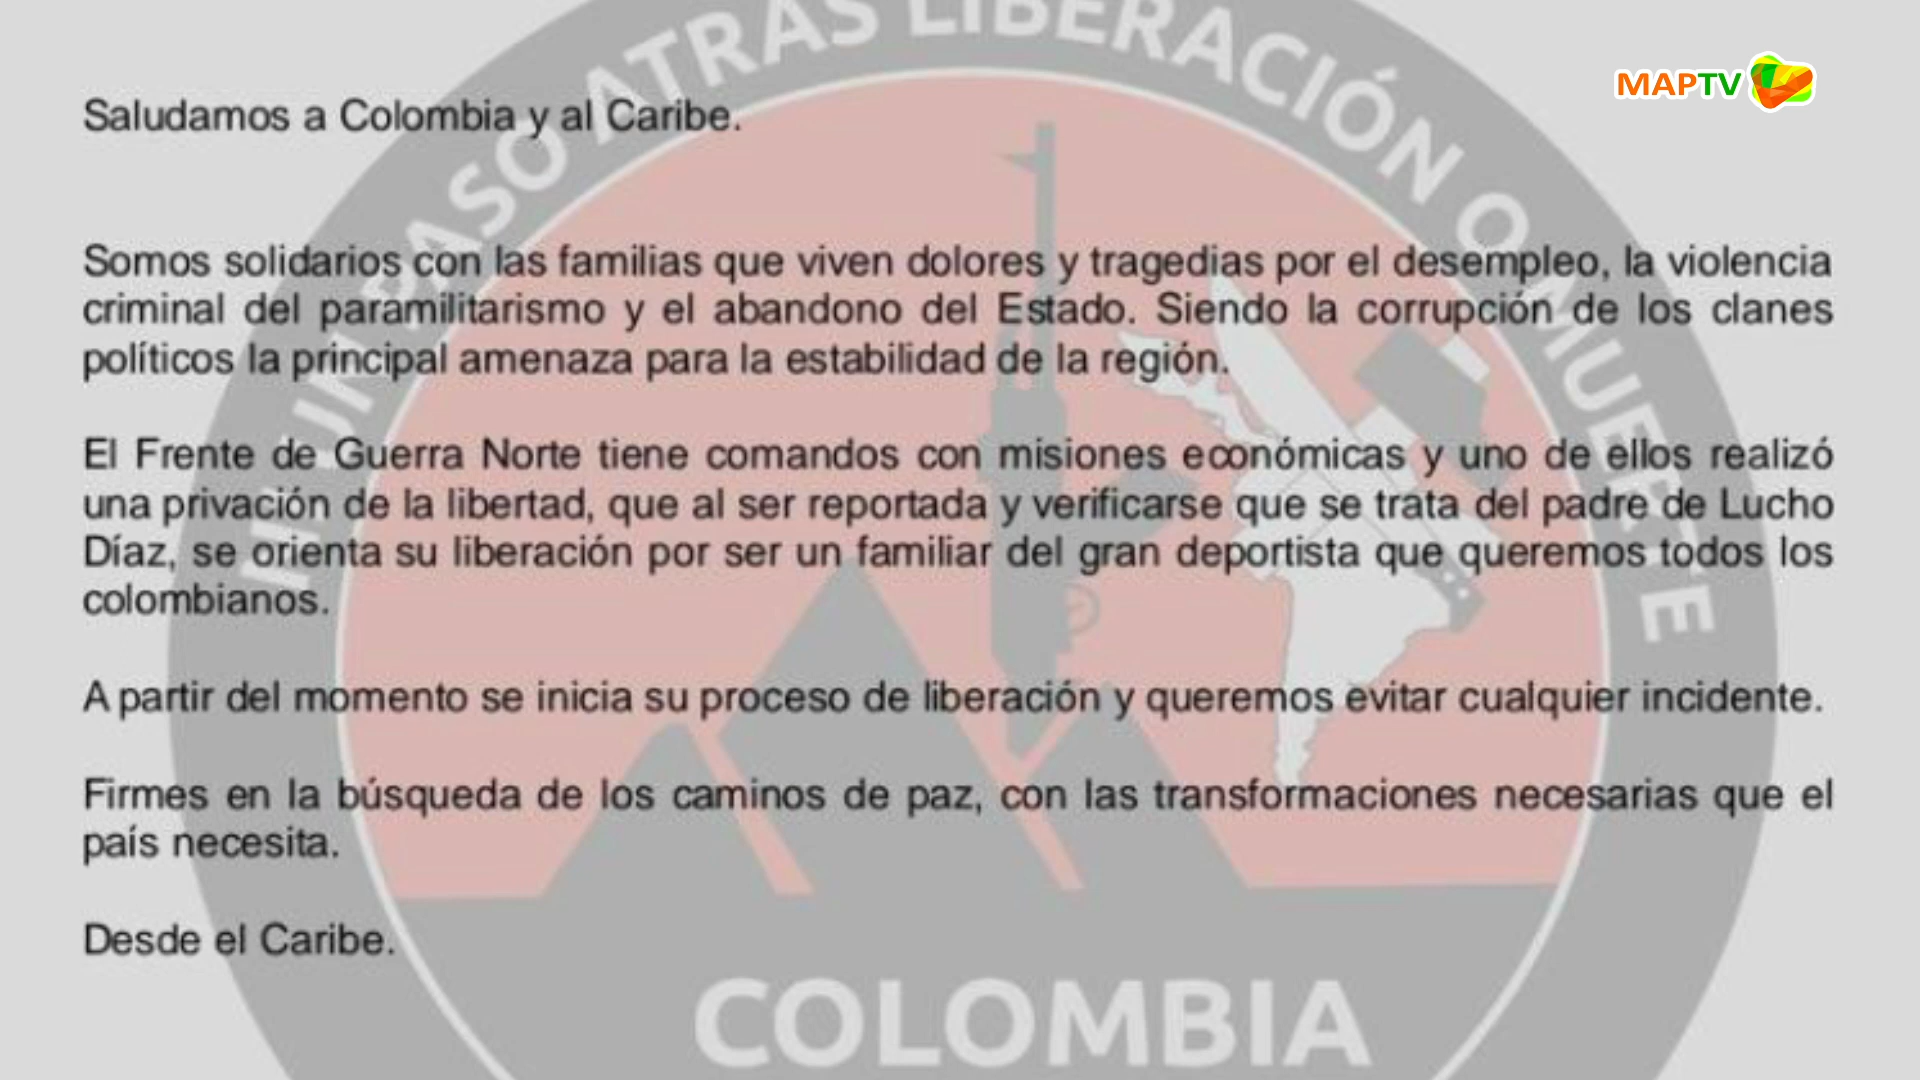 NI UN PASO ATRÁS LIBERACIÓN O MUERTE
MAPTV
Saludamos a Colombia y al Caribe.
Somos solidarios con las familias que viven dolores y tragedias por el desempleo, la violencia
criminal del paramilitarismo y el abandono del Estado. Siendo la corrupción de los clanes
políticos la principal amenaza para la estabilidad de la región.
El Frente de Guerra Norte tiene comandos con misiones económicas y uno de ellos realizó
una privación de la libertad, que al ser reportada y verificarse que se trata del padre de Lucho
Díaz, se orienta su liberación por ser un familiar del gran deportista que queremos todos los
colombianos.
A partir del momento se inicia su proceso de liberación y queremos evitar cualquier incidente.
Firmes en la búsqueda de los caminos de paz, con las transformaciones necesarias que el
país necesita.
Desde el Caribe.
COLOMBIA